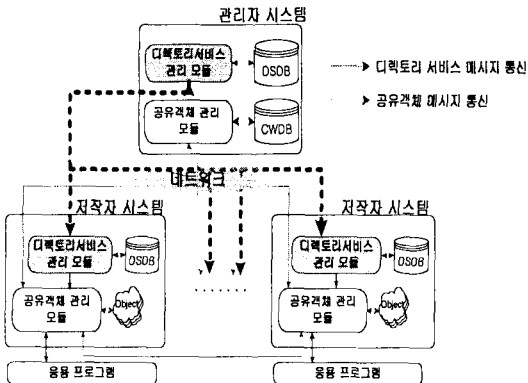 관리자 시스템
디렉토리서비스
관리 모듈
DSDB
공유객체 관리
모듈
CWDB
디렉토리 서비스 메시지 통신
공유객체 메시지 통신
네트워크
저작자 시스템
디렉토리서비스
관리 모듈
DSDB
공유객체 관리
모듈
Object
응용 프로그램
저작자 시스템
디렉토리서비스
관리 모듈
DSDB
공유객체 관리
모듈
Object
응용 프로그램